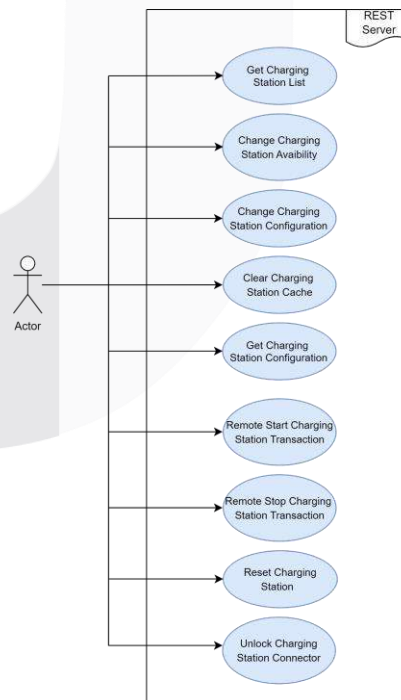 REST
Server
Get Charging
Station List
Change Charging
Station Avaibility
Change Charging
Station Configuration
Clear Charging
Station Cache
Actor
Get Charging
Station Configuration
Remote Start Charging
Station Transaction
Remote Stop Charging
Station Transaction
Reset Charging
Station
Unlock Charging
Station Connector